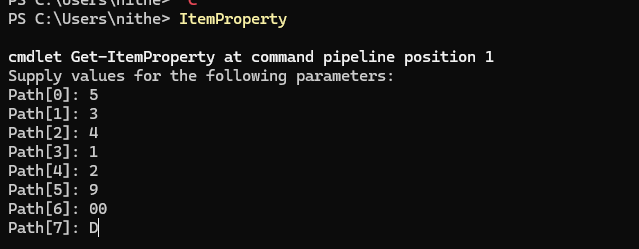 PS C:\Users\nithe> ^C
PS C:\Users\nithe> ItemProperty
cmdlet Get-ItemProperty at command pipeline position 1
Supply values for the following parameters:
Path[0]: 5
Path[1]: 3
Path[2]: 4
Path[3]: 1
Path[4]: 2
Path[5]: 9
Path[6]: 00
Path[7]: D